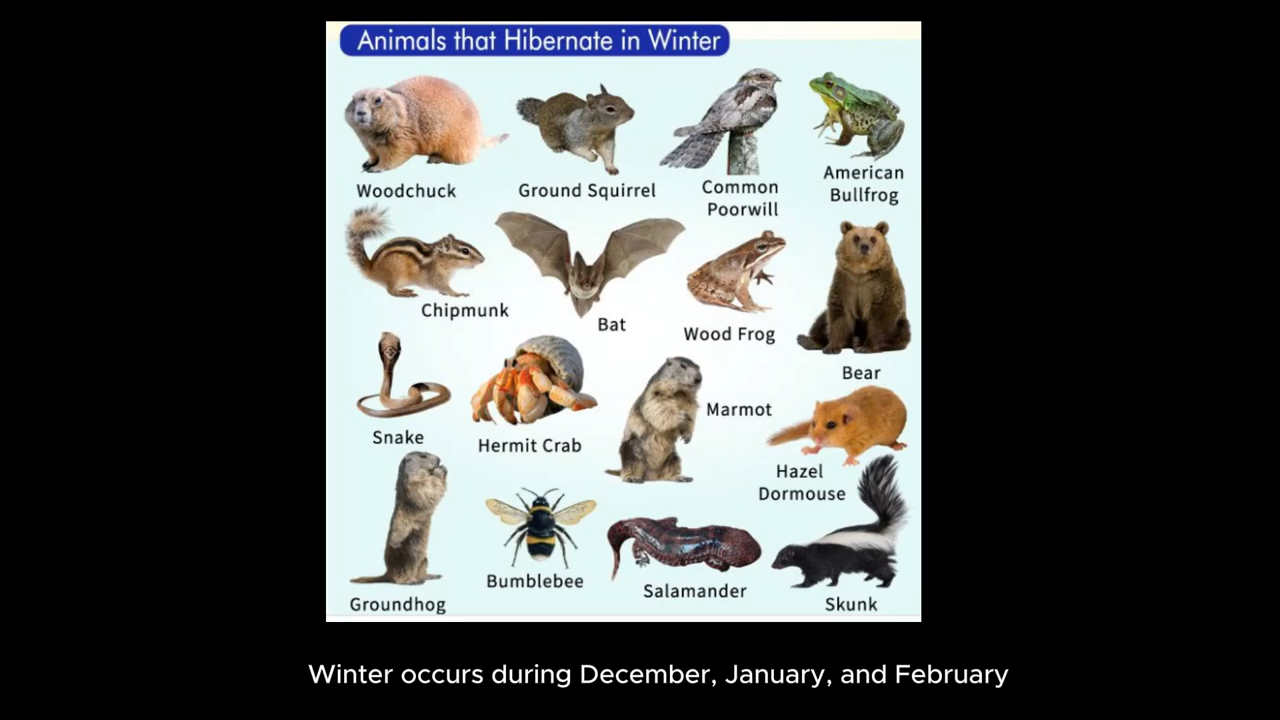 Animals that Hibernate in Winter
Woodchuck
Ground Squirrel
Common
Poorwill
American
Bullfrog
Chipmunk
Bat
Wood Frog
Bear
Snake
Hermit Crab
Marmot
Hazel
Dormouse
Groundhog
Bumblebee
Salamander
Skunk
Winter occurs during December, January, and February